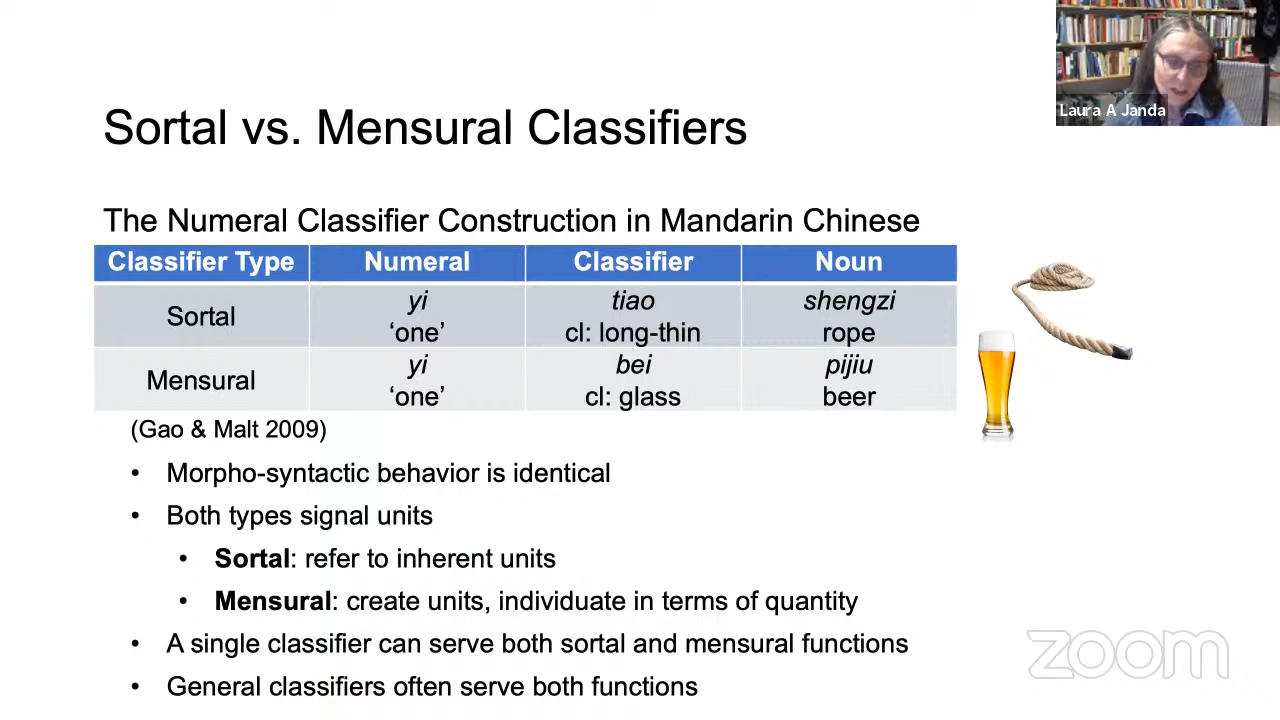 Laura A Janda
Sortal vs. Mensural Classifiers
The Numeral Classifier Construction in Mandarin Chinese
Classifier Type Numeral Classifier Noun
Sortal yi ‘one’ tiao cl: long-thin shengzi rope
Mensural yi ‘one’ bei cl: glass pijiu beer
(Gao & Malt 2009)
• Morpho-syntactic behavior is identical
• Both types signal units
• Sortal: refer to inherent units
• Mensural: create units, individuate in terms of quantity
• A single classifier can serve both sortal and mensural functions
• General classifiers often serve both functions
zoom